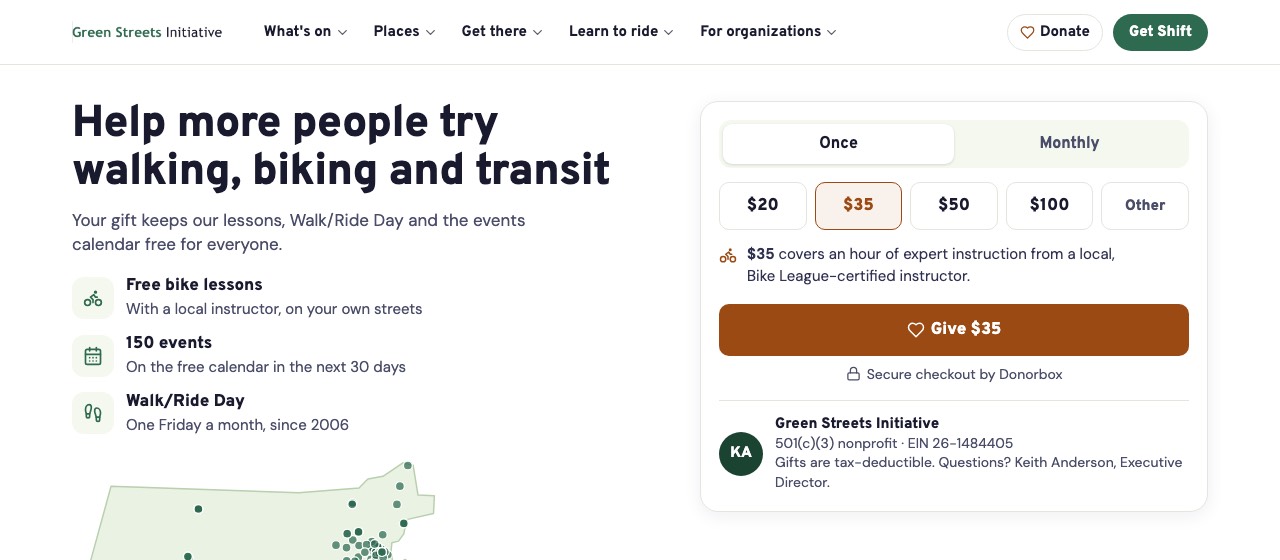 Green Streets Initiative
What's on
Places
Get there
Learn to ride
For organizations
Donate
Get Shift
Help more people try
walking, biking and transit
Your gift keeps our lessons, Walk/Ride Day and the events
calendar free for everyone.
Free bike lessons
With a local instructor, on your own streets
150 events
On the free calendar in the next 30 days
Walk/Ride Day
One Friday a month, since 2006
Once
Monthly
$20
$35
$50
$100
Other
$35 covers an hour of expert instruction from a local,
Bike League-certified instructor.
Give $35
Secure checkout by Donorbox
KA
Green Streets Initiative
501(c)(3) nonprofit · EIN 26-1484405
Gifts are tax-deductible. Questions? Keith Anderson, Executive
Director.